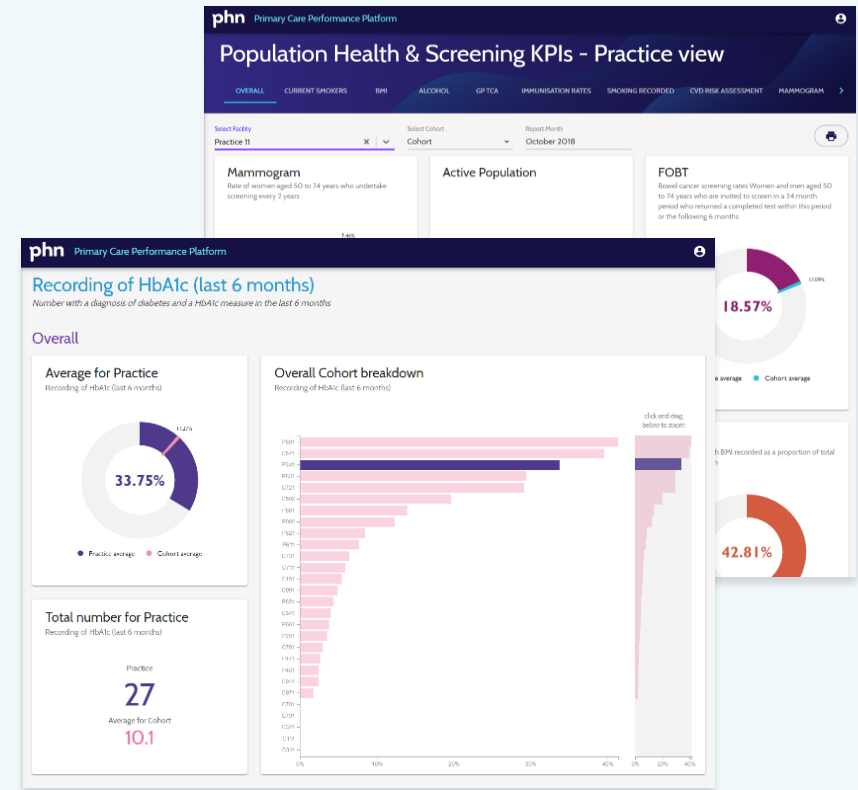 phn Primary Care Performance Platform
Population Health & Screening KPIs - Practice view
OVERALL CURRENT SMOKERS BMI ALCOHOL GP TCA IMMUNISATION RATES SMOKING RECORDED CVD RISK ASSESSMENT MAMMOGRAM
Select Facility Select Cohort Report Month
Practice 11 Cohort October 2018
Mammogram
Rate of women aged 50 to 74 years who undertake
screening every 2 years
7.46%
Active Population
FOBT
Bowel cancer screening rates Women and men aged 50
to 74 years who are invited to screen in a 24 month
period who returned a completed test within this period
or the following 6 months
18.57%
average Cohort average
BMI recorded as a proportion of total
42.81%
phn Primary Care Performance Platform
Recording of HbA1c (last 6 months)
Number with a diagnosis of diabetes and a HbA1c measure in the last 6 months
Overall
Average for Practice
Recording of HbA1c (last 6 months)
33.75%
Practice average Cohort average
Total number for Practice
Recording of HbA1c (last 6 months)
Practice
27
Average for Cohort
10.1
Overall Cohort breakdown
Recording of HbA1c (last 6 months)
click and drag
below to zoom
0% 10% 20% 40%
0% 20% 40%